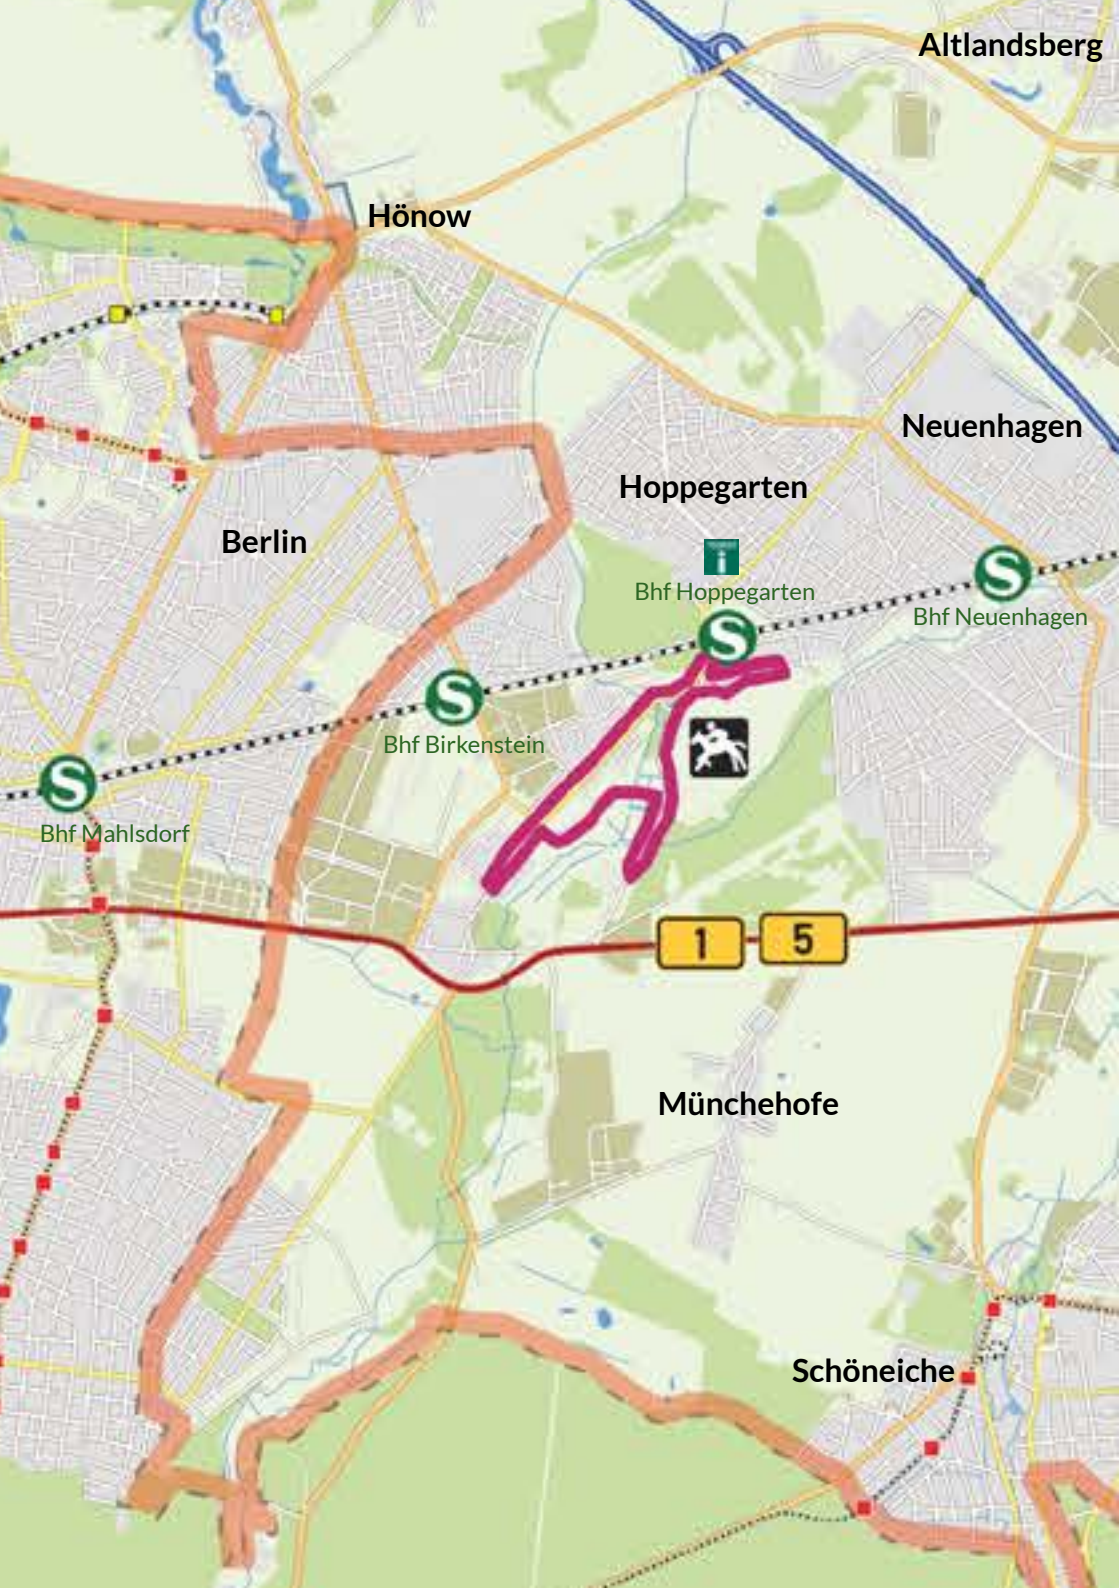 Altlandsberg
Hönow
Neuenhagen
Hoppegarten
Berlin
i
Bhf Hoppegarten
S
Bhf Neuenhagen
S
S
Bhf Birkenstein
S
Bhf Mahlsdorf
1
5
Münchehofe
Schöneiche